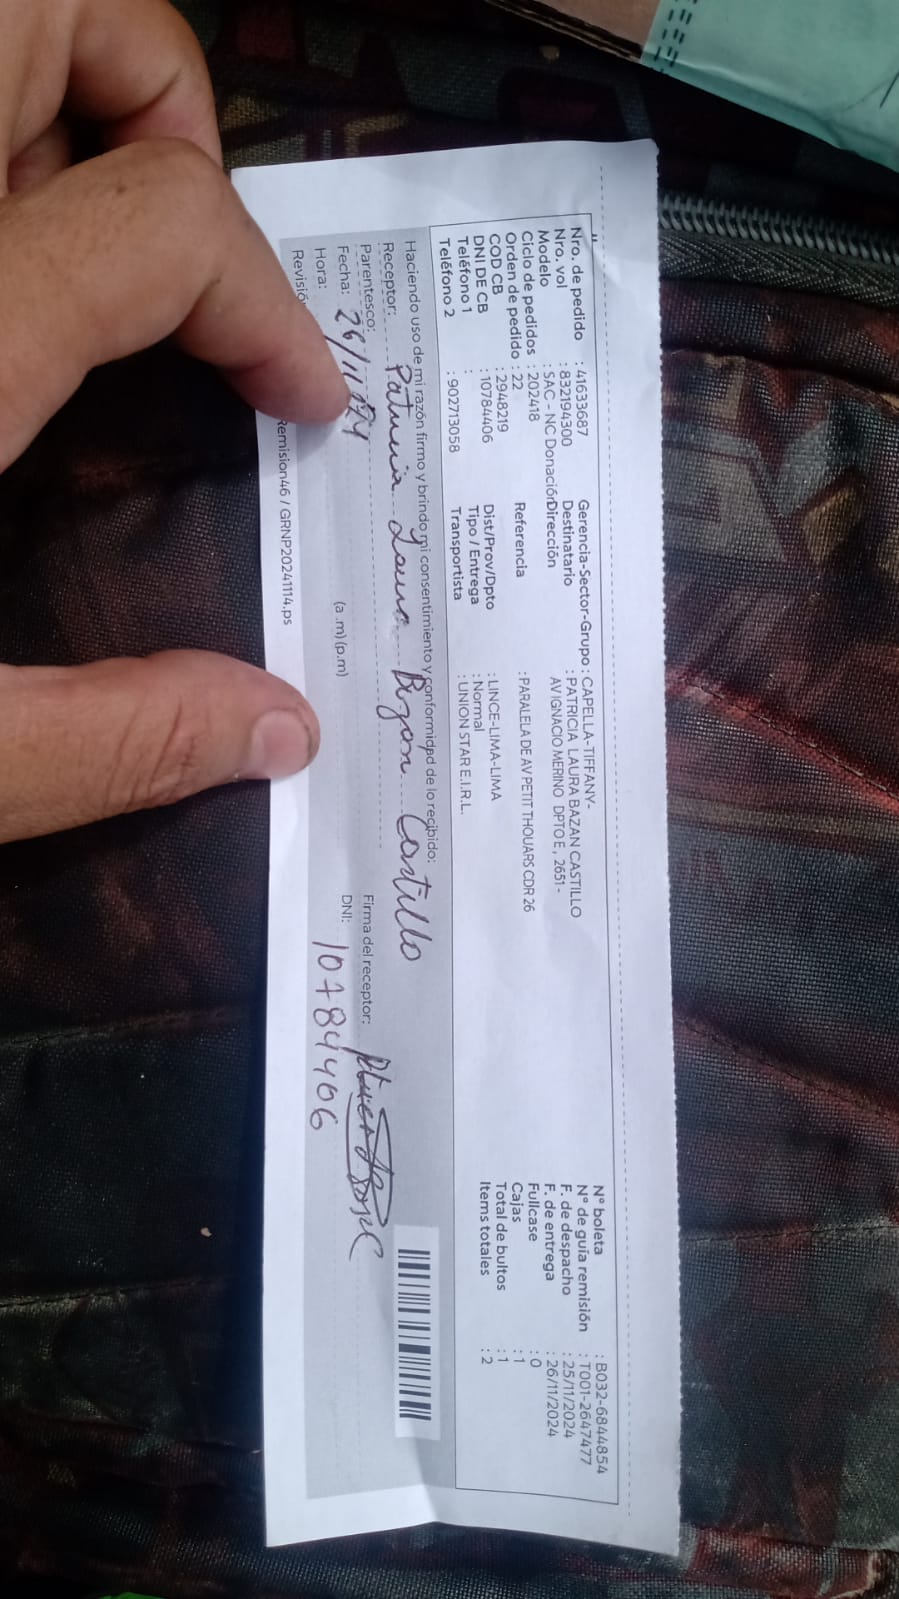 Nro. de pedido : 41633687
Nro. vol : 832194300
Modelo : SAC - NC Donación
Ciclo de pedidos : 202418
Orden de pedido : 22
COD CB : 2948219
DNI DE CB : 10784406
Teléfono 1 :
Teléfono 2 : 902713058
Gerencia-Sector-Grupo : CAPELLA-TIFFANY-
Destinatario : PATRICIA LAURA BAZAN CASTILLO
Dirección AV IGNACIO MERINO DPTO E , 2651 -
Referencia : PARALELA DE AV PETIT THOUARS CDR 26
Dist/Prov/Dpto : LINCE-LIMA-LIMA
Tipo / Entrega : Normal
Transportista : UNION STAR E.I.R.L.
N° boleta : B032-6844854
N° de guía remisión : T001-2647477
F. de despacho : 25/11/2024
F. de entrega : 26/11/2024
Fullcase : 0
Cajas : 1
Total de bultos : 1
Items totales : 2
Haciendo uso de mi razón firmo y brindo mi consentimiento y conformidad de lo recibido:
Receptor: Patricia Laura Bazan Castillo
Parentesco: Firma del receptor:
Fecha: 26/11/24 DNI: 10784406
Hora: (a .m)(p.m)
Remision46 / GRNP20241114.ps